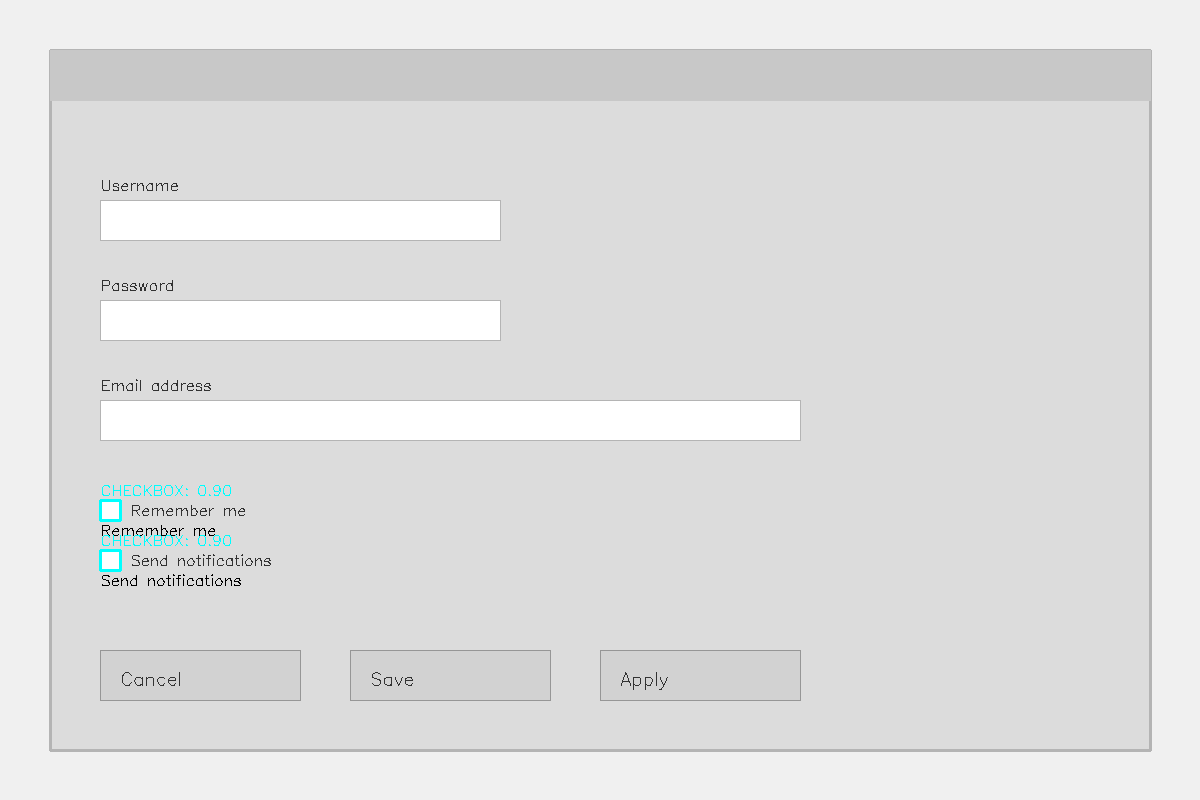 Username
Password
Email address
CHECKBOX: 0.90
Remember me
Remember me
CHECKBOX: 0.90
Send notifications
Send notifications
Cancel Save Apply